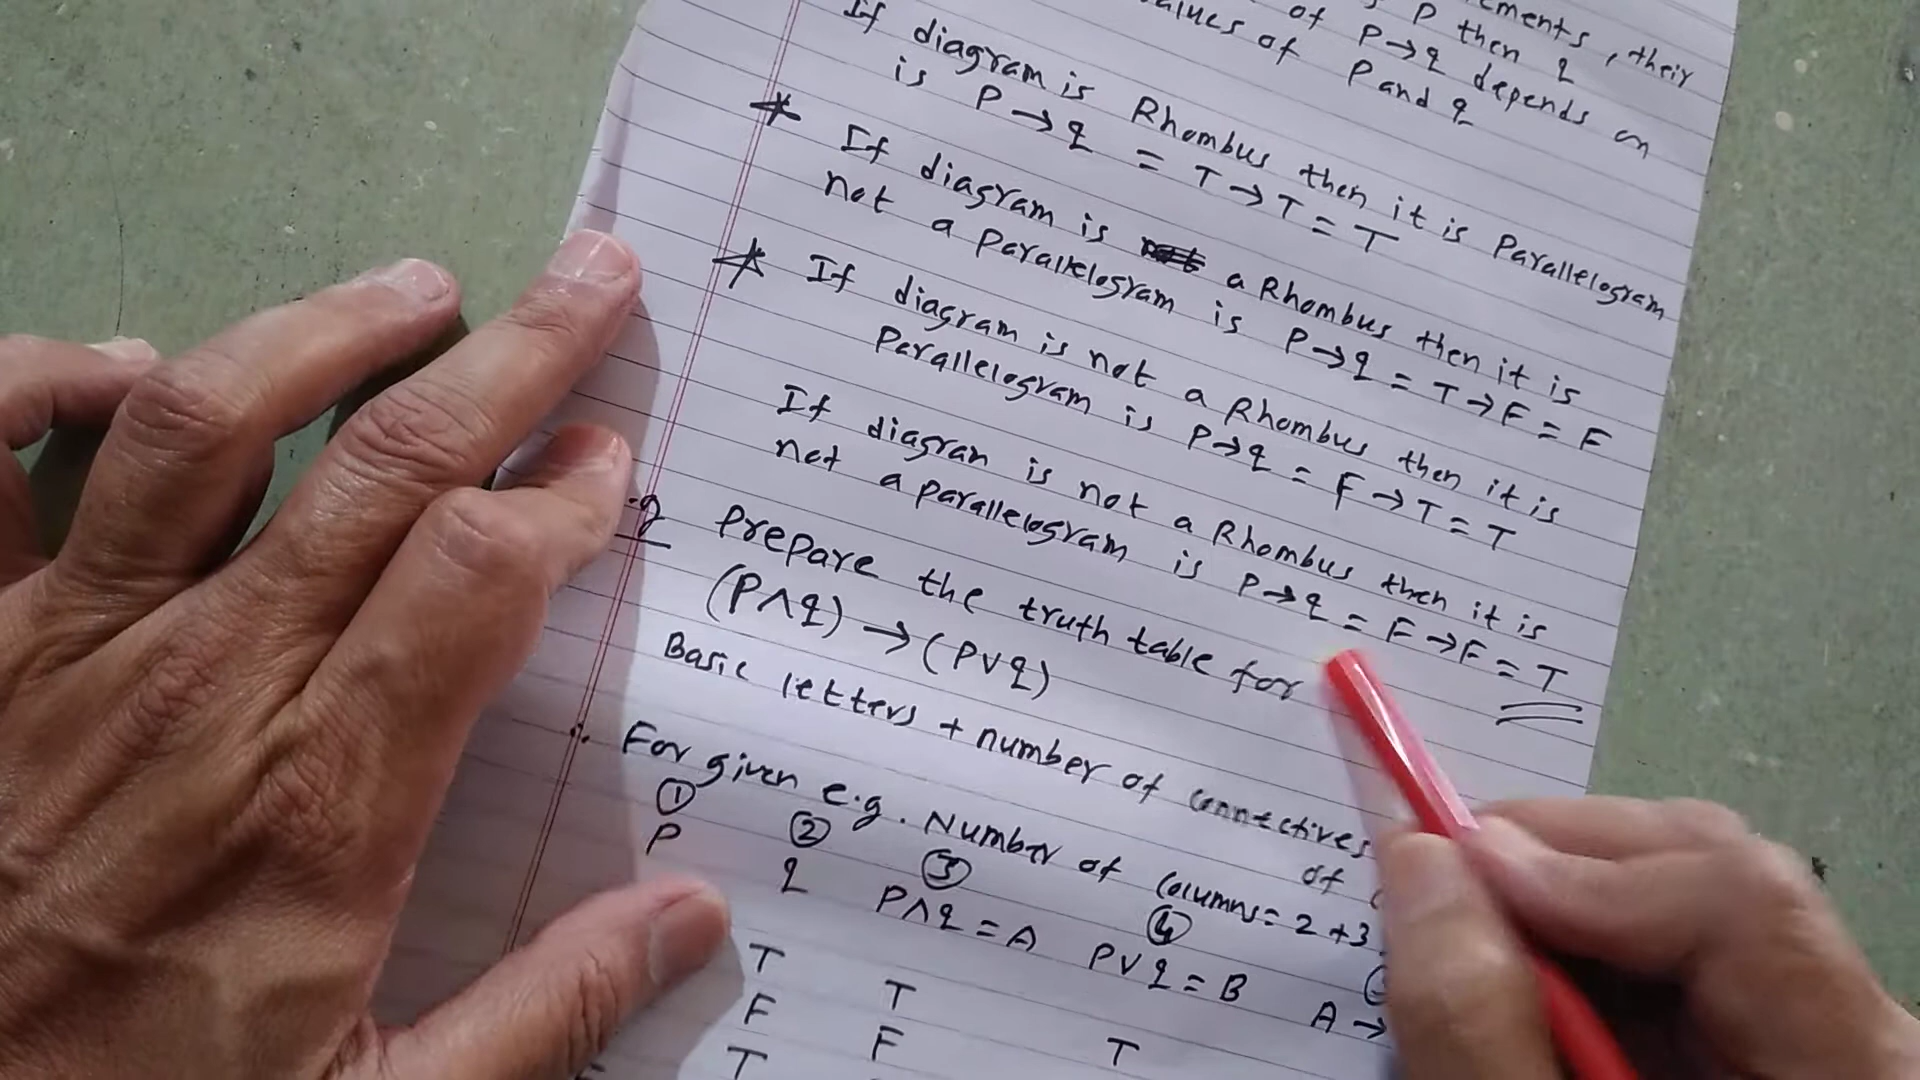 ements, their
P then q
of P→q depends on
values of P and q
If diagram is Rhombus then it is Parallelogram
is P→q = T→T = T
* If diagram is a Rhombus then it is
not a parallelogram is P→q = T→F = F
* If diagram is not a Rhombus then it is
Parallelogram is P→q = F→T = T
If diagram is not a Rhombus then it is
not a parallelogram is P→q = F→F = T
.g Prepare the truth table for
(P∧q) → (P∨q)
Basic letters + number of connectives
of
∴ For given e.g. Number of Columns = 2 + 3
① ② ③ ④
P q P∧q = A P∨q = B A →
T T T
F F
T